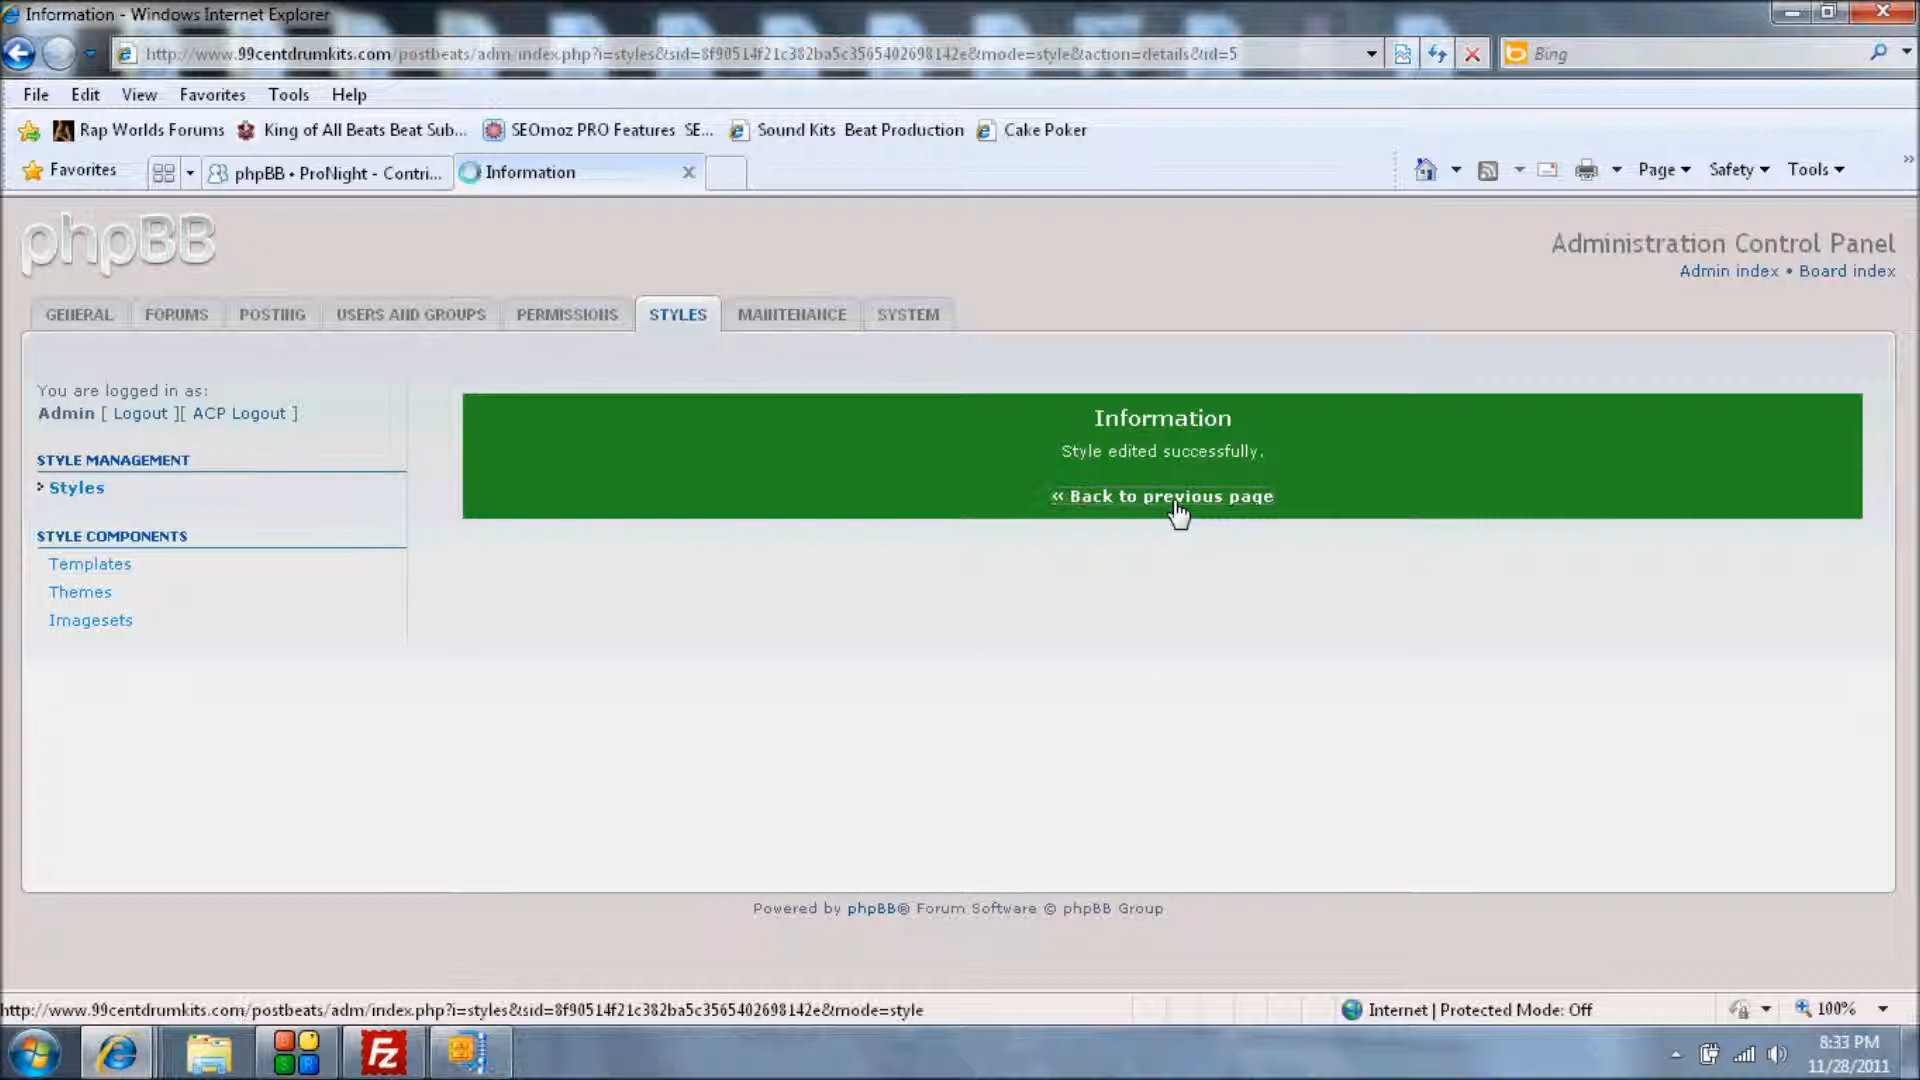 Information - Windows Internet Explorer
http://www.99centdrumkits.com/postbeats/adm/index.php?i=styles&sid=8f90514f21c382ba5c3565402698142e&mode=style&action=details&id=5
Bing
File Edit View Favorites Tools Help
Rap Worlds Forums King of All Beats Beat Sub... SEOmoz PRO Features SE... Sound Kits Beat Production Cake Poker
Favorites phpBB • ProNight - Contri... Information x Page Safety Tools »
phpBB
Administration Control Panel
Admin index • Board index
GENERAL FORUMS POSTING USERS AND GROUPS PERMISSIONS STYLES MAINTENANCE SYSTEM
You are logged in as:
Admin [ Logout ][ ACP Logout ]
STYLE MANAGEMENT
Styles
STYLE COMPONENTS
Templates
Themes
Imagesets
Information
Style edited successfully.
« Back to previous page
Powered by phpBB® Forum Software © phpBB Group
http://www.99centdrumkits.com/postbeats/adm/index.php?i=styles&sid=8f90514f21c382ba5c3565402698142e&mode=style
Internet | Protected Mode: Off
100%
Fz
8:33 PM
11/28/2011